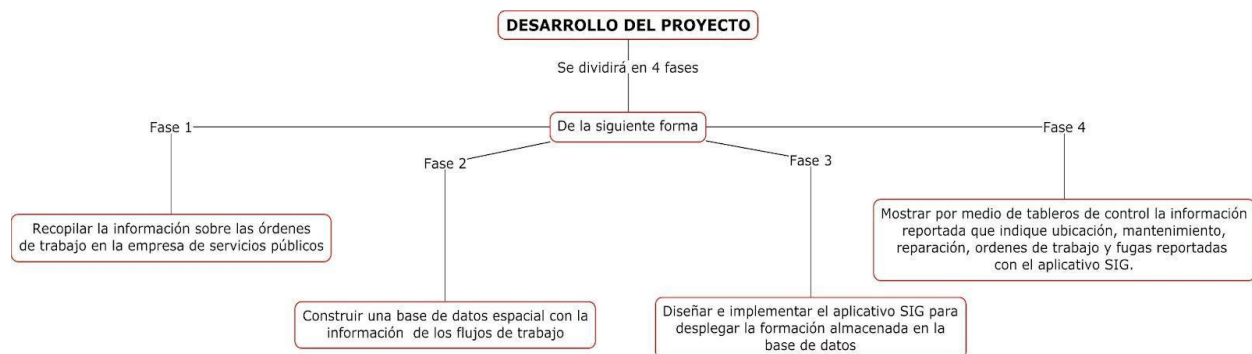 DESARROLLO DEL PROYECTO
Se dividirá en 4 fases
De la siguiente forma
Fase 1
Recopilar la información sobre las órdenes
de trabajo en la empresa de servicios públicos
Fase 2
Construir una base de datos espacial con la
información de los flujos de trabajo
Fase 3
Diseñar e implementar el aplicativo SIG para
desplegar la formación almacenada en la
base de datos
Fase 4
Mostrar por medio de tableros de control la información
reportada que indique ubicación, mantenimiento,
reparación, ordenes de trabajo y fugas reportadas
con el aplicativo SIG.